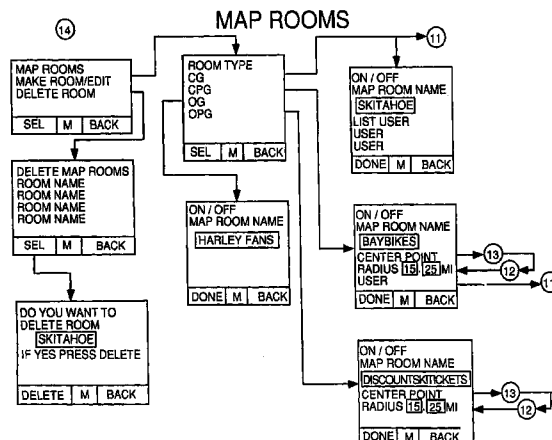 MAP ROOMS
14
MAP ROOMS
MAKE ROOM/EDIT
DELETE ROOM
SEL M BACK
ROOM TYPE
CG
CPG
OG
OPG
SEL M BACK
11
ON / OFF
MAP ROOM NAME
SKITAHOE
LIST USER
USER
USER
DONE M BACK
DELETE MAP ROOMS
ROOM NAME
ROOM NAME
ROOM NAME
ROOM NAME
SEL M BACK
ON / OFF
MAP ROOM NAME
HARLEY FANS
DONE M BACK
ON / OFF
MAP ROOM NAME
BAYBIKES
CENTER POINT
RADIUS 15 . 25 MI
USER
DONE M BACK
13
12
11
DO YOU WANT TO
DELETE ROOM
SKITAHOE
IF YES PRESS DELETE
DELETE M BACK
ON / OFF
MAP ROOM NAME
DISCOUNTSKITICKETS
CENTER POINT
RADIUS 15 . 25 MI
DONE M BACK
13
12